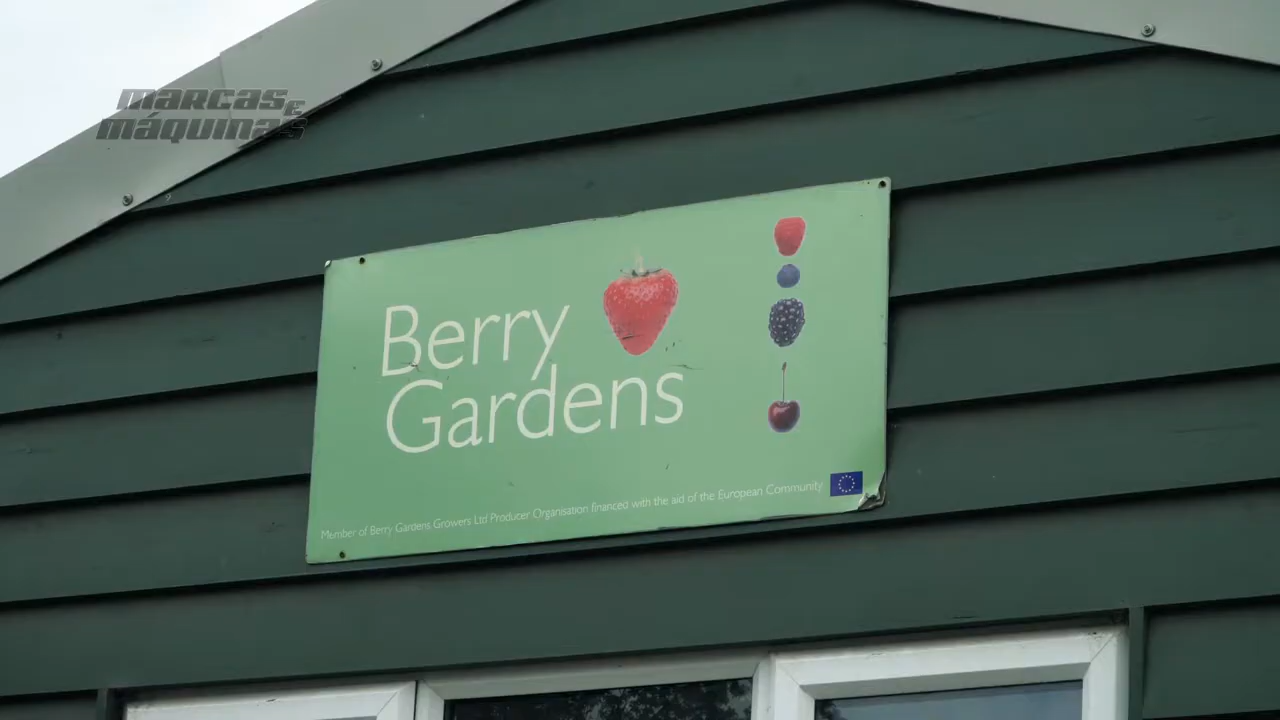 MARCAS E
MÁQUINAS
Berry
Gardens
Member of Berry Gardens Growers Ltd Producer Organisation financed with the aid of the European Community